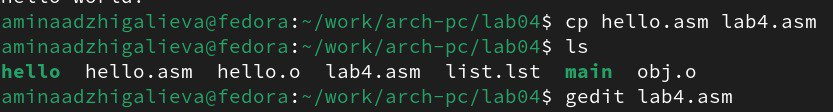 hello world!
aminaadzhigalieva@fedora:~/work/arch-pc/lab04$ cp hello.asm lab4.asm
aminaadzhigalieva@fedora:~/work/arch-pc/lab04$ ls
hello  hello.asm  hello.o  lab4.asm  list.lst  main  obj.o
aminaadzhigalieva@fedora:~/work/arch-pc/lab04$ gedit lab4.asm